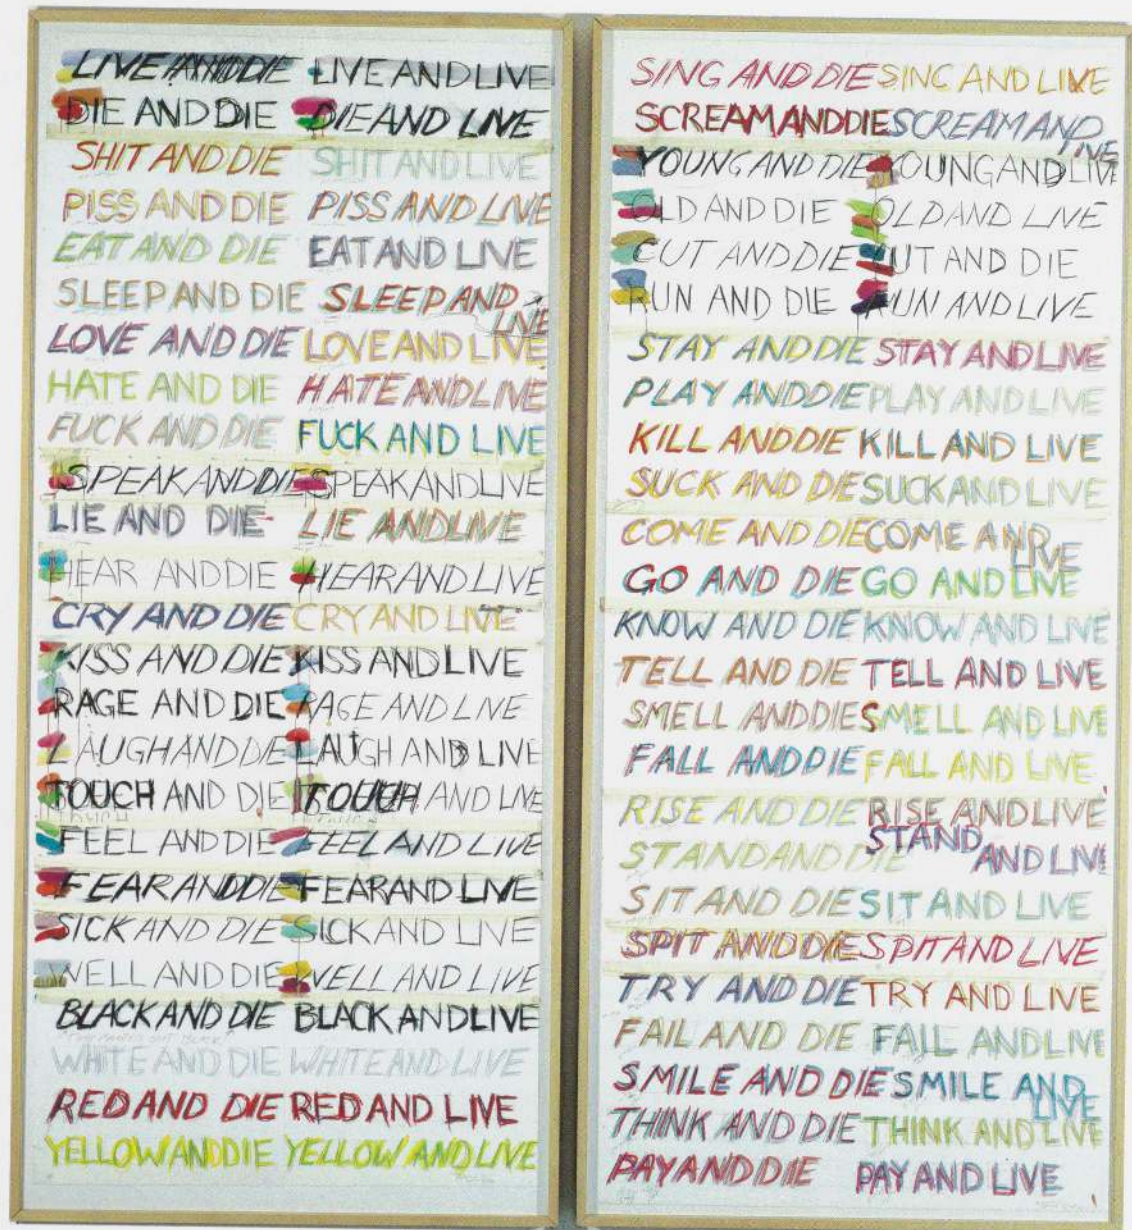 LIVE AND DIE LIVE AND LIVE
DIE AND DIE DIE AND LIVE
SHIT AND DIE SHIT AND LIVE
PISS AND DIE PISS AND LIVE
EAT AND DIE EAT AND LIVE
SLEEP AND DIE SLEEP AND LIVE
LOVE AND DIE LOVE AND LIVE
HATE AND DIE HATE AND LIVE
FUCK AND DIE FUCK AND LIVE
SPEAK AND DIE SPEAK AND LIVE
LIE AND DIE LIE AND LIVE
HEAR AND DIE HEAR AND LIVE
CRY AND DIE CRY AND LIVE
KISS AND DIE KISS AND LIVE
RAGE AND DIE RAGE AND LIVE
LAUGH AND DIE LAUGH AND LIVE
TOUCH AND DIE TOUCH AND LIVE
FEEL AND DIE FEEL AND LIVE
FEAR AND DIE FEAR AND LIVE
SICK AND DIE SICK AND LIVE
WELL AND DIE WELL AND LIVE
BLACK AND DIE BLACK AND LIVE
WHITE AND DIE WHITE AND LIVE
RED AND DIE RED AND LIVE
YELLOW AND DIE YELLOW AND LIVE
SING AND DIE SING AND LIVE
SCREAM AND DIE SCREAM AND LIVE
YOUNG AND DIE YOUNG AND LIVE
OLD AND DIE OLD AND LIVE
CUT AND DIE CUT AND DIE
RUN AND DIE RUN AND LIVE
STAY AND DIE STAY AND LIVE
PLAY AND DIE PLAY AND LIVE
KILL AND DIE KILL AND LIVE
SUCK AND DIE SUCK AND LIVE
COME AND DIE COME AND LIVE
GO AND DIE GO AND LIVE
KNOW AND DIE KNOW AND LIVE
TELL AND DIE TELL AND LIVE
SMELL AND DIE SMELL AND LIVE
FALL AND DIE FALL AND LIVE
RISE AND DIE RISE AND LIVE
STAND AND DIE STAND AND LIVE
SIT AND DIE SIT AND LIVE
SPIT AND DIE SPIT AND LIVE
TRY AND DIE TRY AND LIVE
FAIL AND DIE FAIL AND LIVE
SMILE AND DIE SMILE AND LIVE
THINK AND DIE THINK AND LIVE
PAY AND DIE PAY AND LIVE